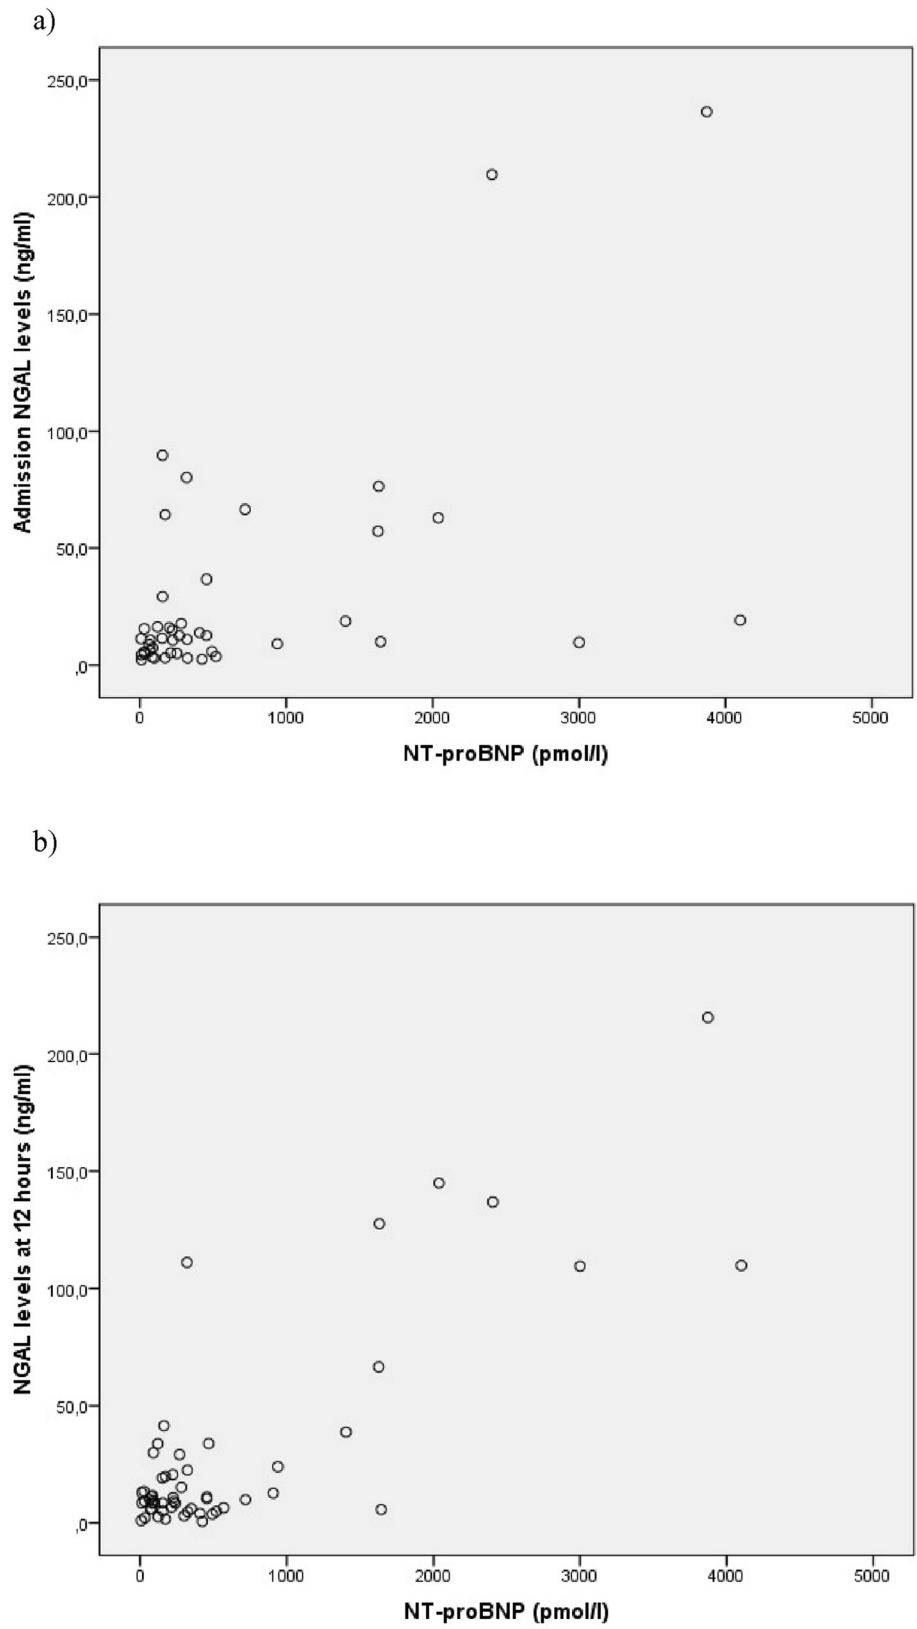 a)
250,0
200,0
150,0
100,0
50,0
,0
Admission NGAL levels (ng/ml)
0 1000 2000 3000 4000 5000
NT-proBNP (pmol/l)
b)
250,0
200,0
150,0
100,0
50,0
,0
NGAL levels at 12 hours (ng/ml)
0 1000 2000 3000 4000 5000
NT-proBNP (pmol/l)